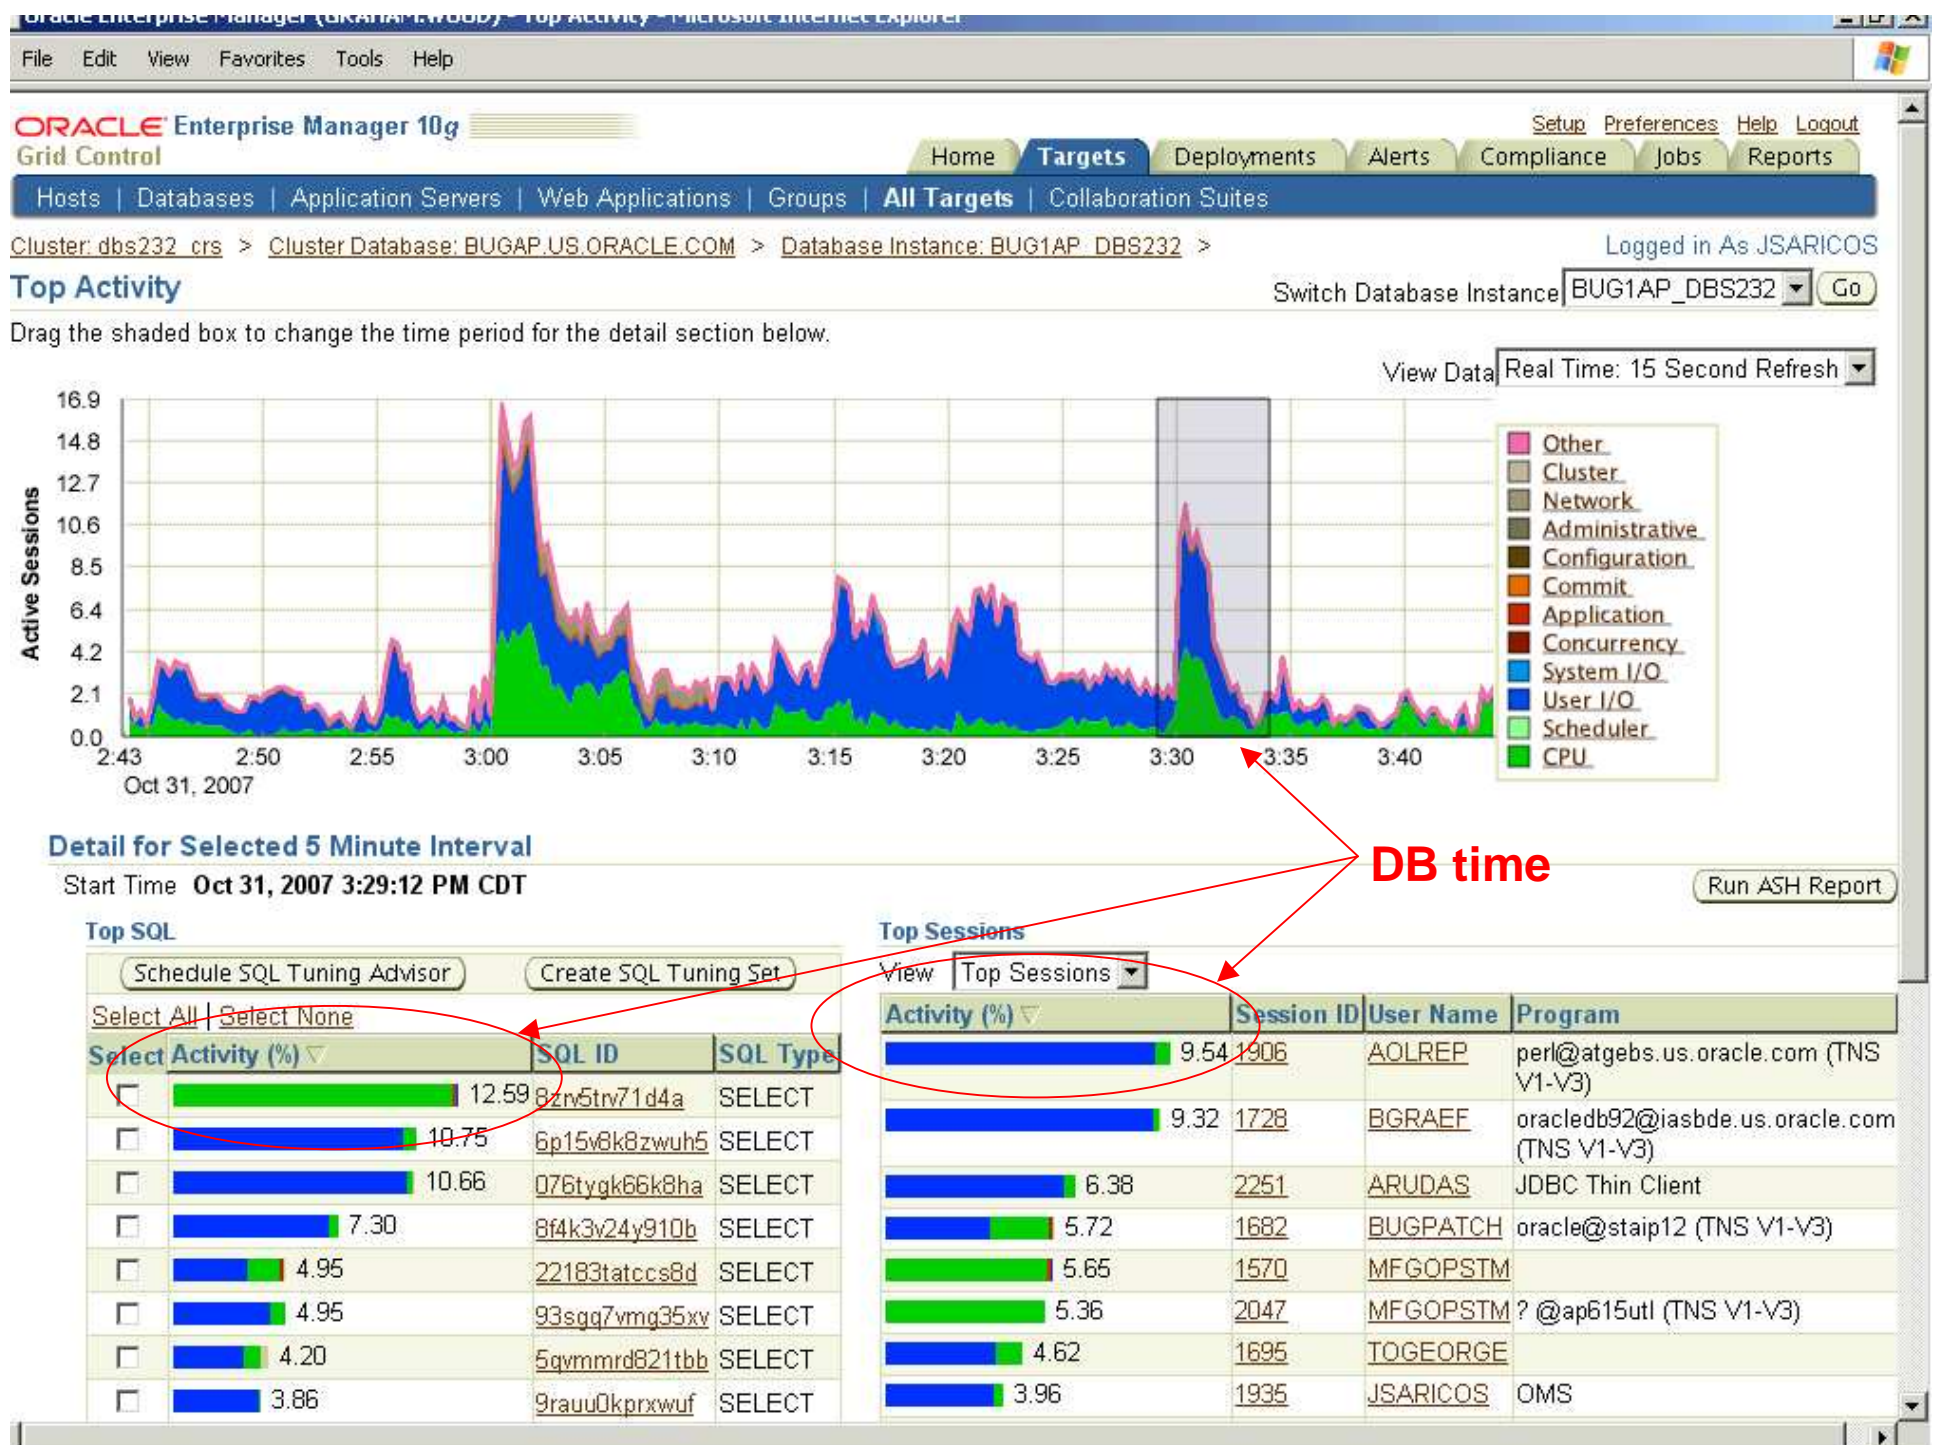 Oracle Enterprise Manager (GRAHAM.WOOD) - Top Activity - Microsoft Internet Explorer
File Edit View Favorites Tools Help
ORACLE Enterprise Manager 10g
Grid Control
Setup Preferences Help Logout
Home Targets Deployments Alerts Compliance Jobs Reports
Hosts | Databases | Application Servers | Web Applications | Groups | All Targets | Collaboration Suites
Cluster: dbs232_crs > Cluster Database: BUGAP.US.ORACLE.COM > Database Instance: BUG1AP_DBS232 >
Logged in As JSARICOS
Top Activity
Switch Database Instance BUG1AP_DBS232 Go
Drag the shaded box to change the time period for the detail section below.
View Data Real Time: 15 Second Refresh
Active Sessions
16.9
14.8
12.7
10.6
8.5
6.4
4.2
2.1
0.0
2:43 2:50 2:55 3:00 3:05 3:10 3:15 3:20 3:25 3:30 3:35 3:40
Oct 31, 2007
Other
Cluster
Network
Administrative
Configuration
Commit
Application
Concurrency
System I/O
User I/O
Scheduler
CPU
DB time
Detail for Selected 5 Minute Interval
Start Time Oct 31, 2007 3:29:12 PM CDT
Run ASH Report
Top SQL
Schedule SQL Tuning Advisor Create SQL Tuning Set
Select All | Select None
Select Activity (%) SQL ID SQL Type
12.59 8zrv5trv71d4a SELECT
10.75 6p15v8k8zwuh5 SELECT
10.66 076tygk66k8ha SELECT
7.30 8f4k3v24y910b SELECT
4.95 22183tatccs8d SELECT
4.95 93sgq7vmg35xv SELECT
4.20 5qvmmrd821tbb SELECT
3.86 9rauu0kprxwuf SELECT
Top Sessions
View Top Sessions
Activity (%) Session ID User Name Program
9.54 1906 AOLREP perl@atgebs.us.oracle.com (TNS
V1-V3)
9.32 1728 BGRAEF oracledb92@iasbde.us.oracle.com
(TNS V1-V3)
6.38 2251 ARUDAS JDBC Thin Client
5.72 1682 BUGPATCH oracle@staip12 (TNS V1-V3)
5.65 1570 MFGOPSTM
5.36 2047 MFGOPSTM ? @ap615utl (TNS V1-V3)
4.62 1695 TOGEORGE
3.96 1935 JSARICOS OMS